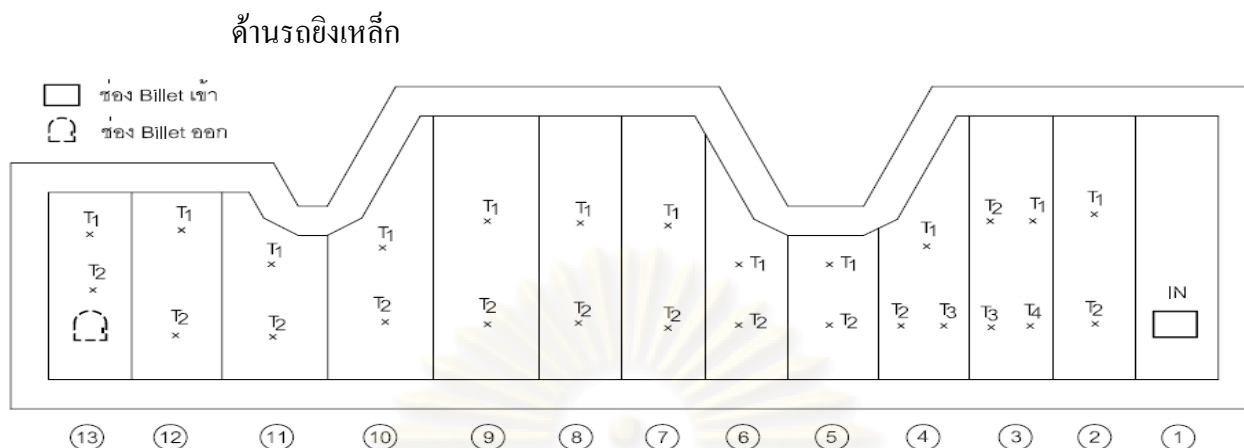 ด้านรถยิงเหล็ก
ช่อง Billet เข้า
ช่อง Billet ออก
T1 T1 T1 T1 T1 T1 T1 T1 T1 T1 T2 T1 T1
T2 T2 T2 T2 T2 T2 T2 T2 T2 T2 T3 T3 T4 T2 IN
13 12 11 10 9 8 7 6 5 4 3 2 1